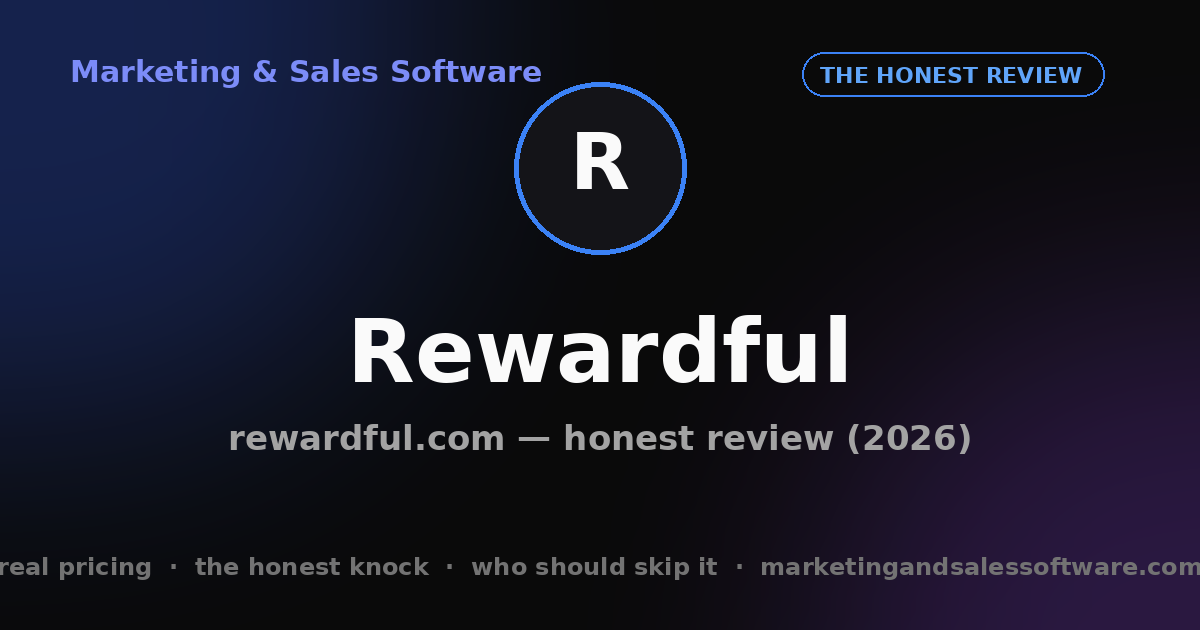 Marketing & Sales Software
THE HONEST REVIEW
R
Rewardful
rewardful.com — honest review (2026)
real pricing · the honest knock · who should skip it · marketingandsalessoftware.com